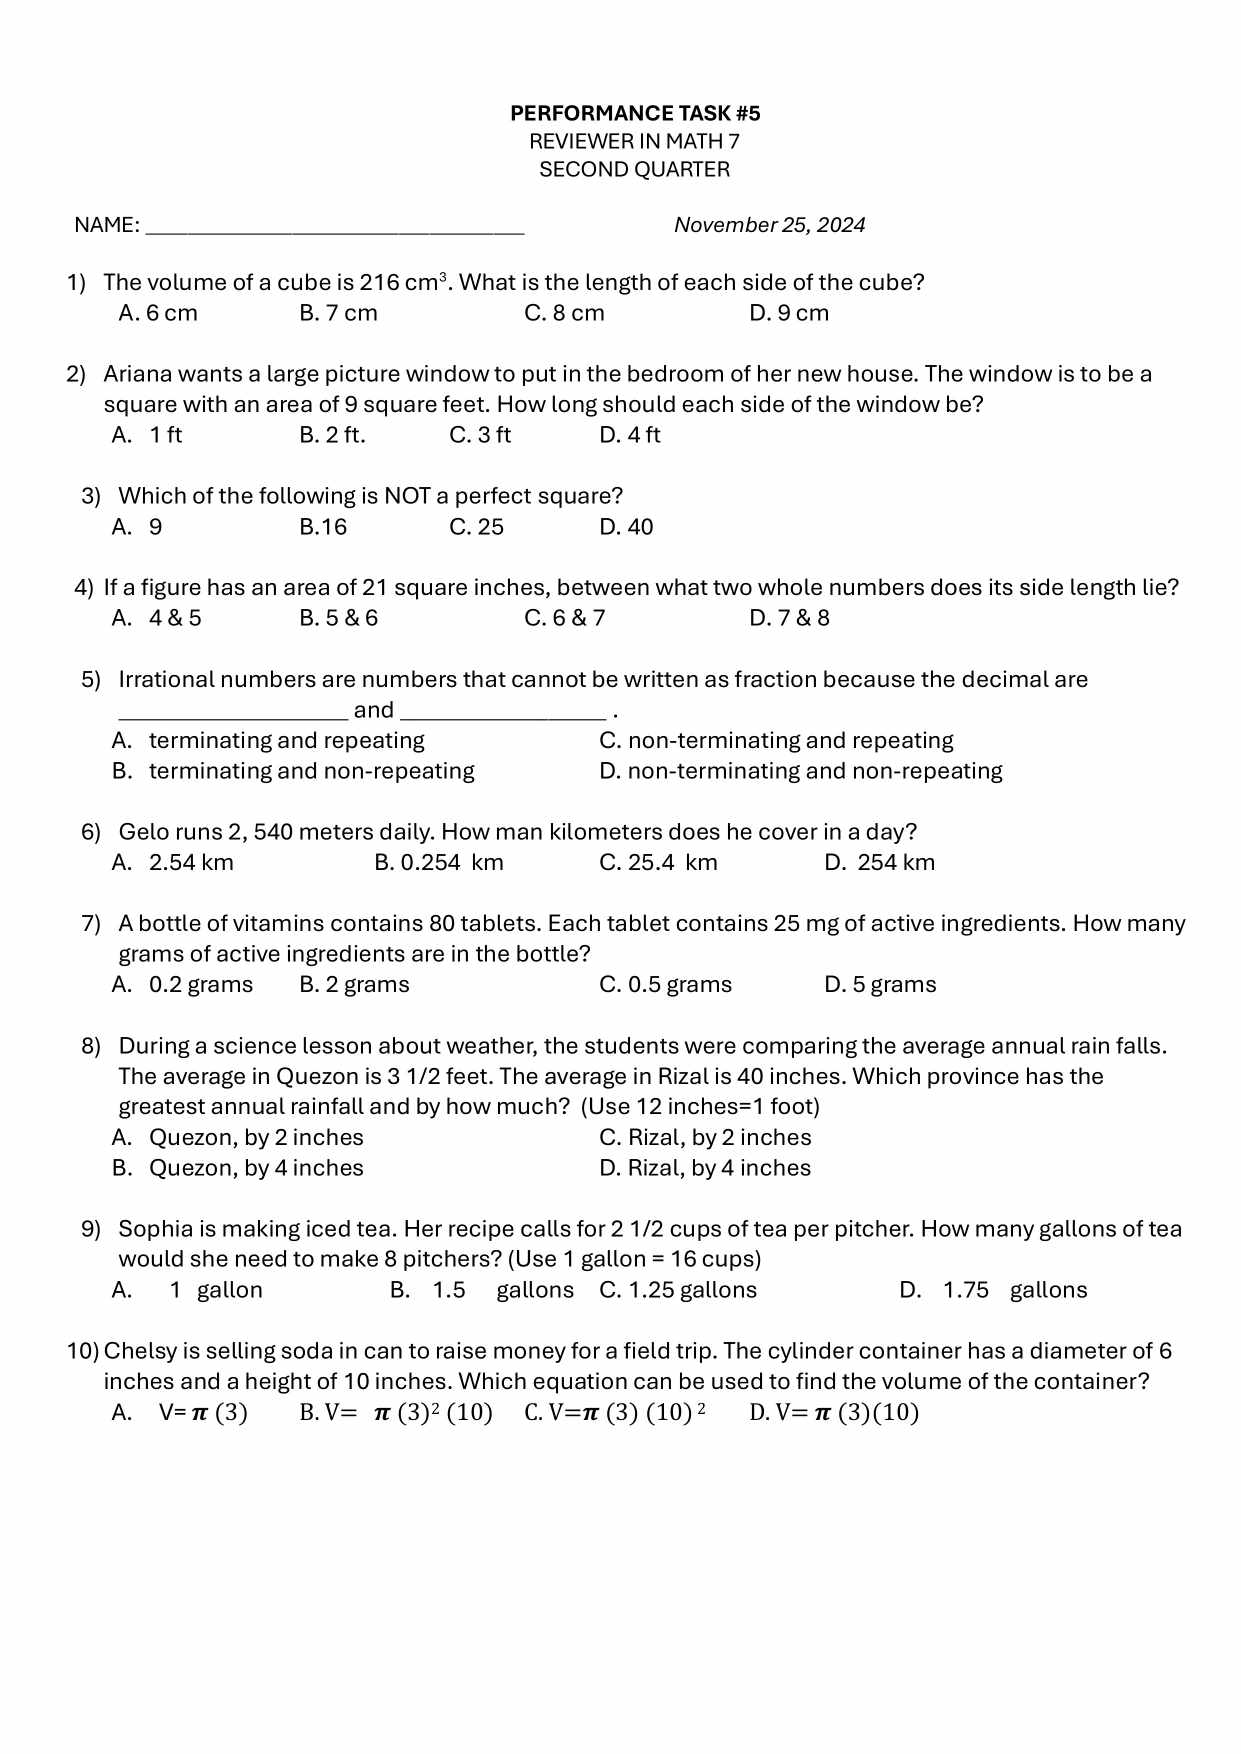 PERFORMANCE TASK #5
REVIEWER IN MATH 7
SECOND QUARTER
NAME: ____________________________________ November 25, 2024
1) The volume of a cube is 216 cm³. What is the length of each side of the cube?
A. 6 cm B. 7 cm C. 8 cm D. 9 cm
2) Ariana wants a large picture window to put in the bedroom of her new house. The window is to be a
square with an area of 9 square feet. How long should each side of the window be?
A. 1 ft B. 2 ft. C. 3 ft D. 4 ft
3) Which of the following is NOT a perfect square?
A. 9 B.16 C. 25 D. 40
4) If a figure has an area of 21 square inches, between what two whole numbers does its side length lie?
A. 4 & 5 B. 5 & 6 C. 6 & 7 D. 7 & 8
5) Irrational numbers are numbers that cannot be written as fraction because the decimal are
____________________ and __________________ .
A. terminating and repeating C. non-terminating and repeating
B. terminating and non-repeating D. non-terminating and non-repeating
6) Gelo runs 2, 540 meters daily. How man kilometers does he cover in a day?
A. 2.54 km B. 0.254 km C. 25.4 km D. 254 km
7) A bottle of vitamins contains 80 tablets. Each tablet contains 25 mg of active ingredients. How many
grams of active ingredients are in the bottle?
A. 0.2 grams B. 2 grams C. 0.5 grams D. 5 grams
8) During a science lesson about weather, the students were comparing the average annual rain falls.
The average in Quezon is 3 1/2 feet. The average in Rizal is 40 inches. Which province has the
greatest annual rainfall and by how much? (Use 12 inches=1 foot)
A. Quezon, by 2 inches C. Rizal, by 2 inches
B. Quezon, by 4 inches D. Rizal, by 4 inches
9) Sophia is making iced tea. Her recipe calls for 2 1/2 cups of tea per pitcher. How many gallons of tea
would she need to make 8 pitchers? (Use 1 gallon = 16 cups)
A. 1 gallon B. 1.5 gallons C. 1.25 gallons D. 1.75 gallons
10) Chelsy is selling soda in can to raise money for a field trip. The cylinder container has a diameter of 6
inches and a height of 10 inches. Which equation can be used to find the volume of the container?
A. V= π (3) B. V= π (3)² (10) C. V=π (3) (10) ² D. V= π (3)(10)